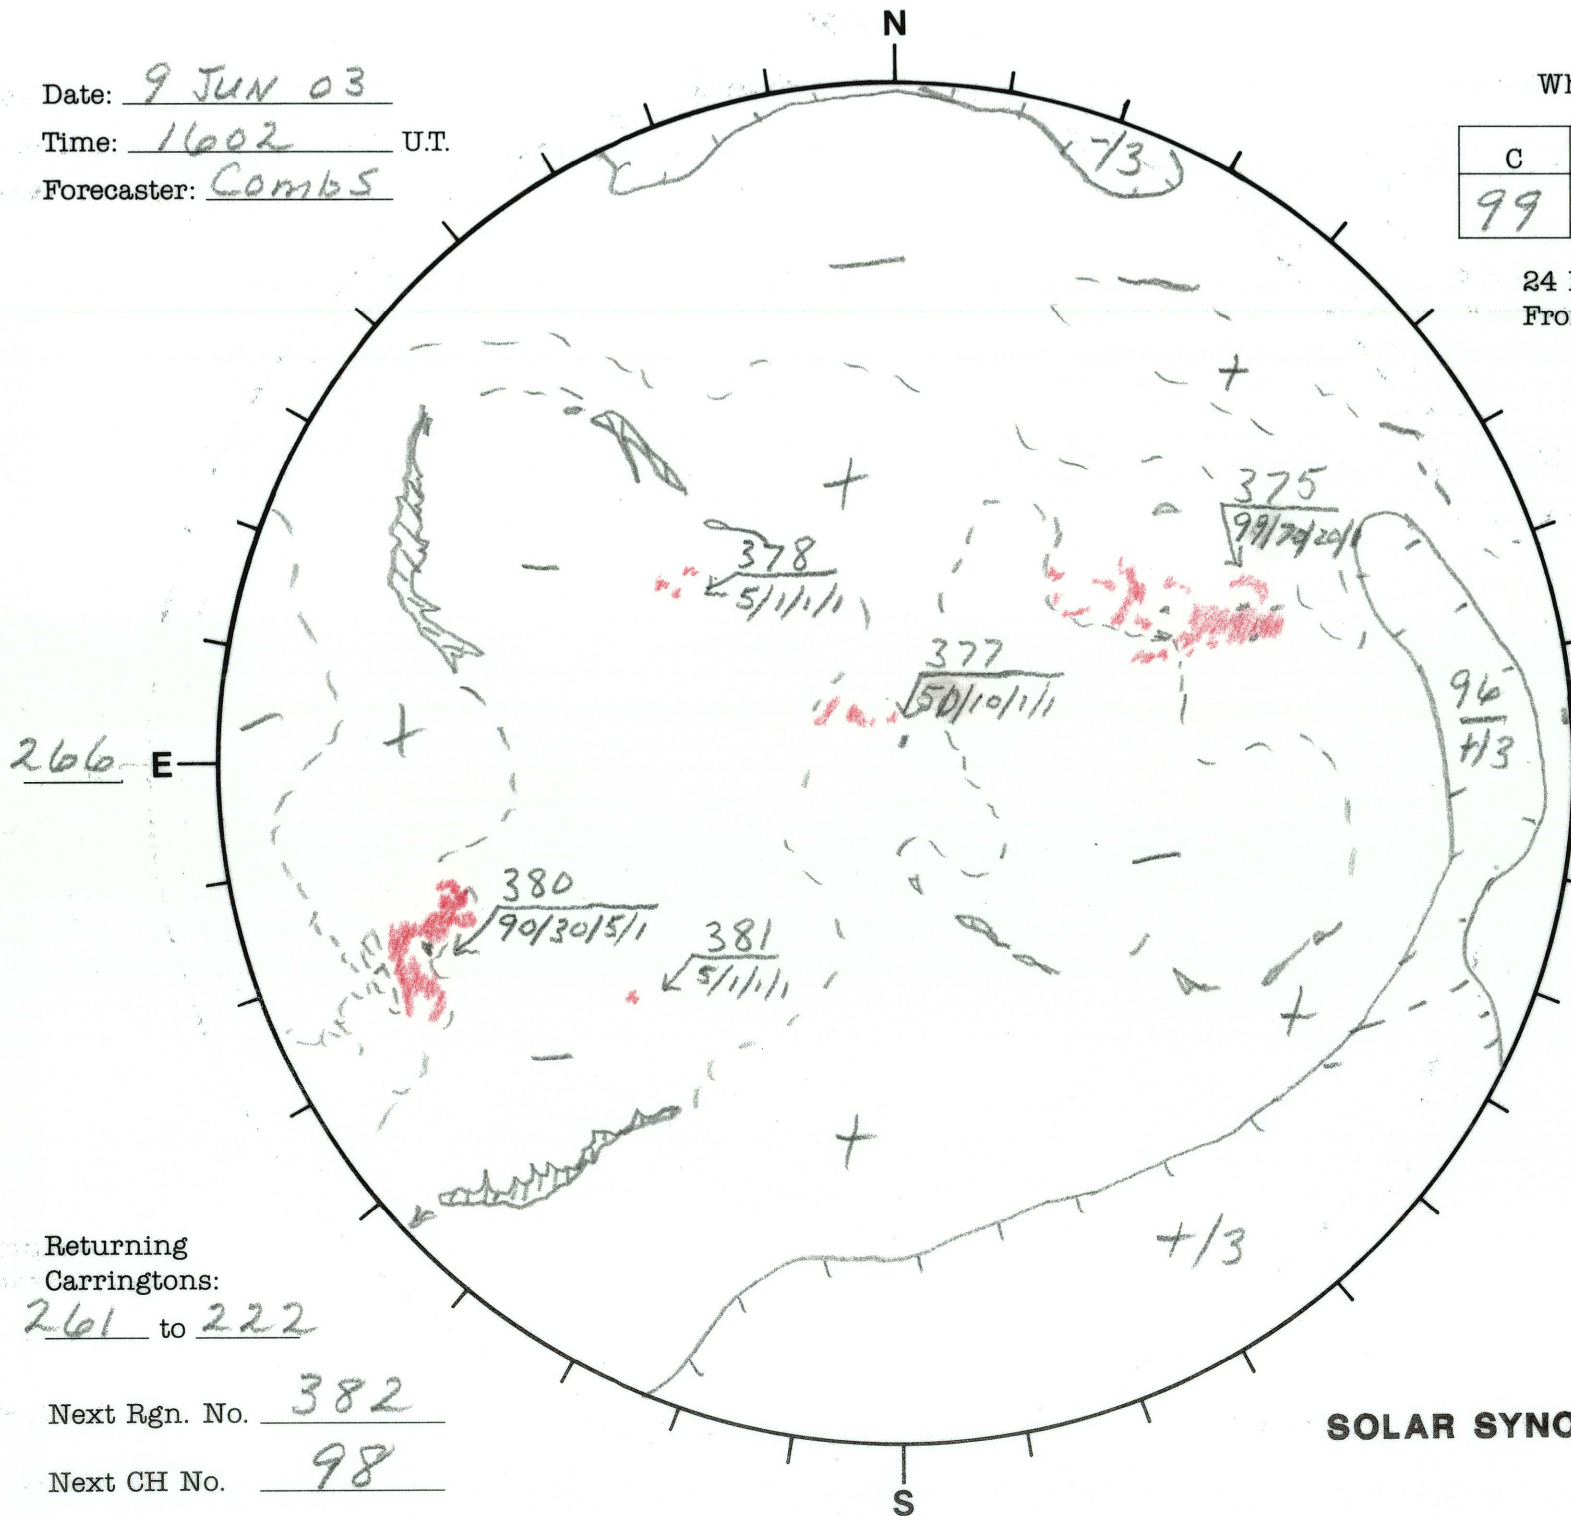 N
Date: 9 JUN 03
Time: 1602 U.T.
Forecaster: Combs
Wh
C
99
24
Fro
-/3
—
—
+
+
375
99/70/20/1
378
5/1/1/1
—
377
50/10/1/1
96
+/3
—
+
266 E
—
380
90/30/5/1
381
5/1/1/1
+
—
+
+/3
Returning
Carringtons:
261 to 222
Next Rgn. No. 382
Next CH No. 98
SOLAR SYNO
S